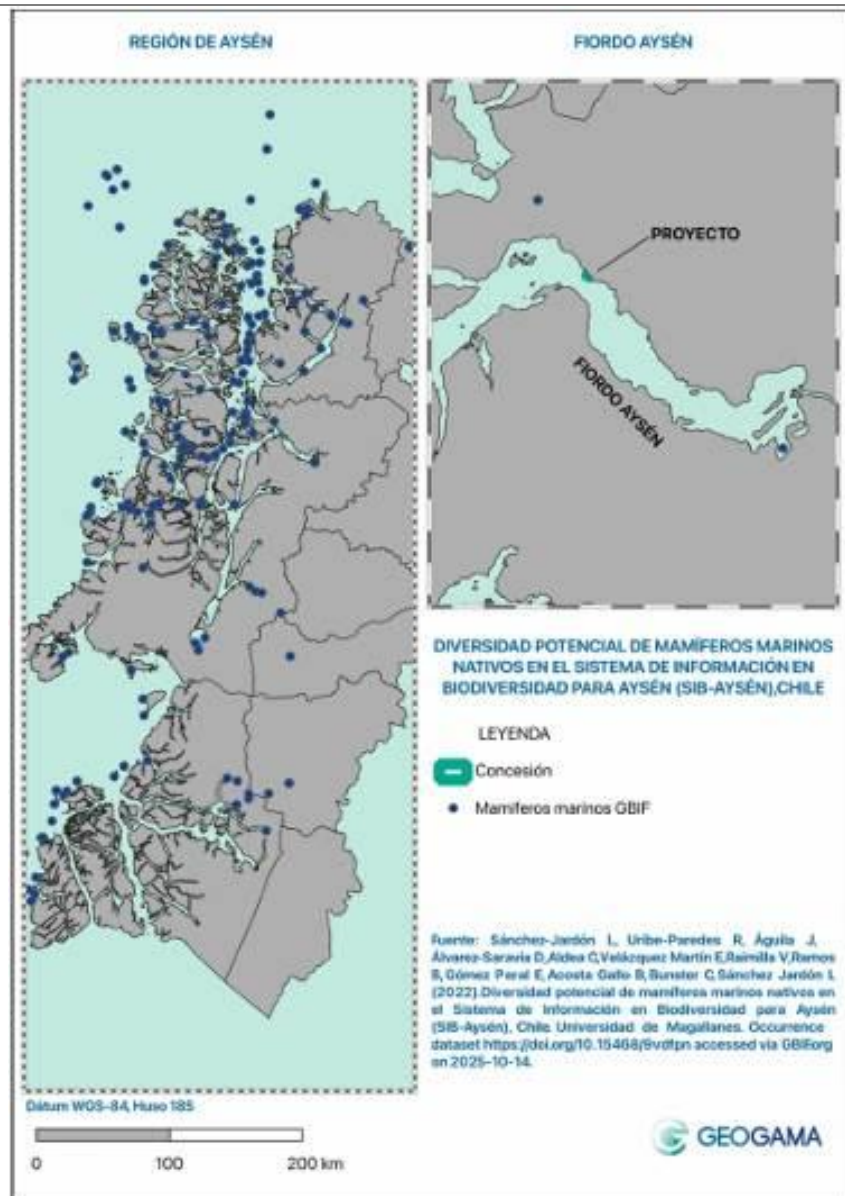 REGIÓN DE AYSÉN
FIORDO AYSÉN
PROYECTO
FIORDO AYSÉN
DIVERSIDAD POTENCIAL DE MAMÍFEROS MARINOS
NATIVOS EN EL SISTEMA DE INFORMACIÓN EN
BIODIVERSIDAD PARA AYSÉN (SIB-AYSÉN),CHILE
LEYENDA
Concesión
Mamíferos marinos GBIF
Fuente: Sánchez-Jardón L, Uribe-Paredes R, Águila J,
Álvarez-Saravia D,Aldea C,Velázquez Martín E,Raimilla V,Ramos
B,Gómez Peral E,Acosta Gallo B,Bunster C,Sánchez Jardón L
(2022).Diversidad potencial de mamíferos marinos nativos en
el Sistema de Información en Biodiversidad para Aysén
(SIB-Aysén), Chile. Universidad de Magallanes. Occurrence
dataset https://doi.org/10.15468/9vdfpn accessed via GBIForg
on 2025-10-14.
Dátum WGS-84, Huso 18S
0 100 200 km
GEOGAMA